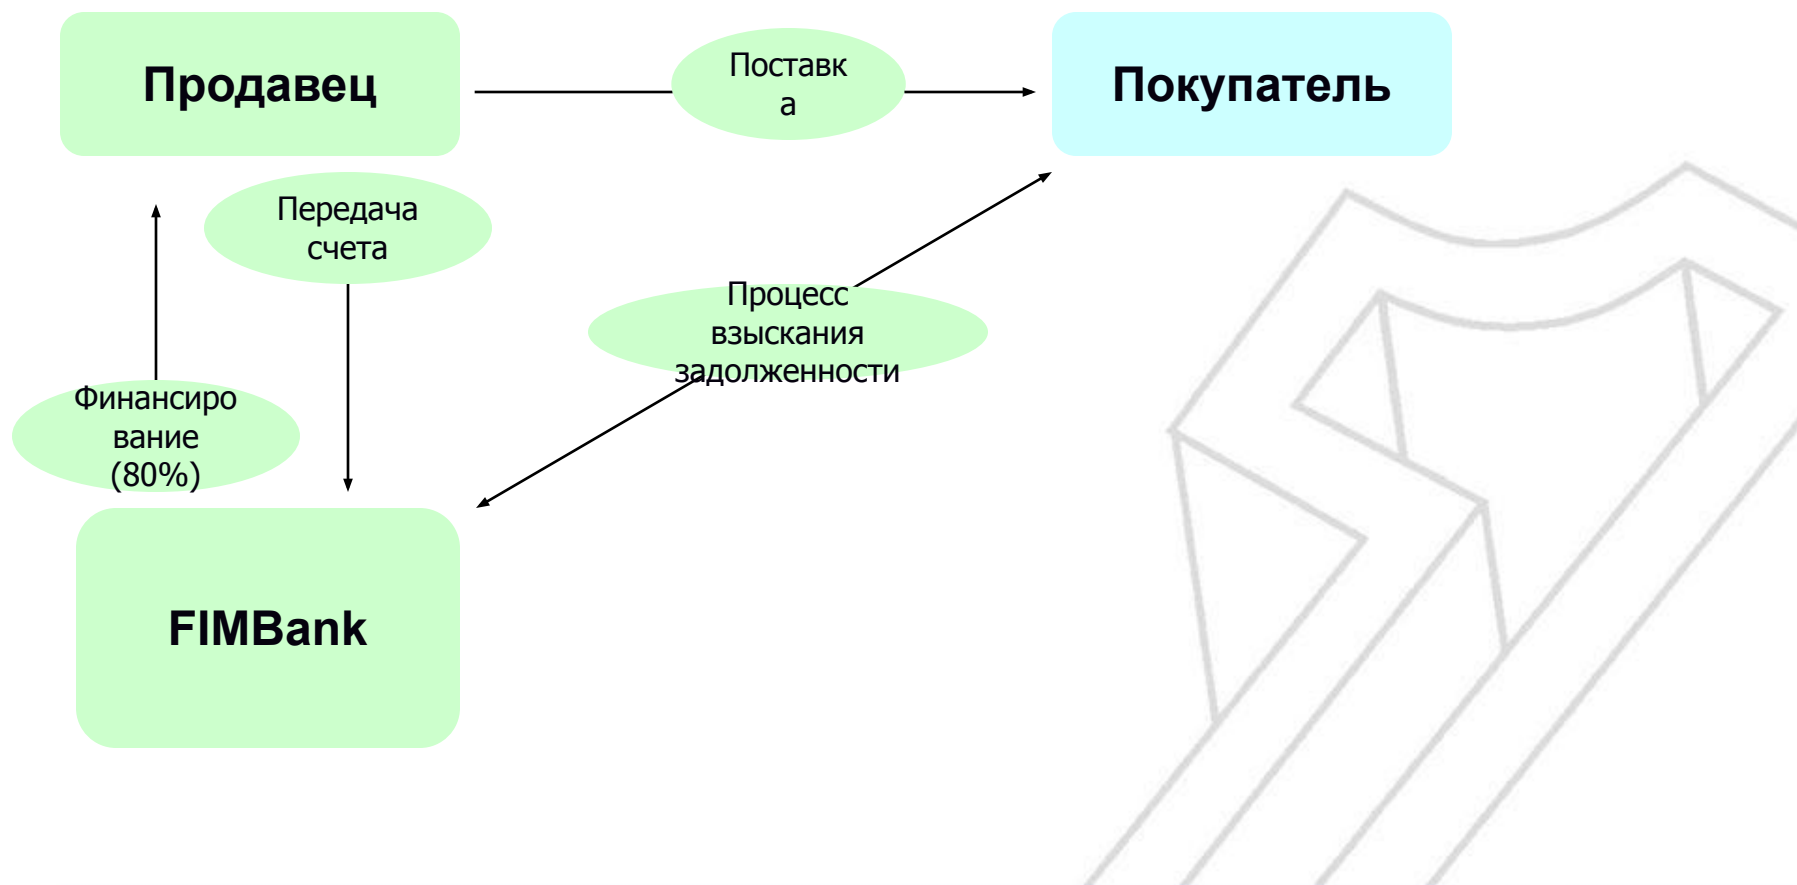 Продавец
Поставк
а
Покупатель
Передача
счета
Процесс
взыскания
задолженности
Финансиро
вание
(80%)
FIMBank